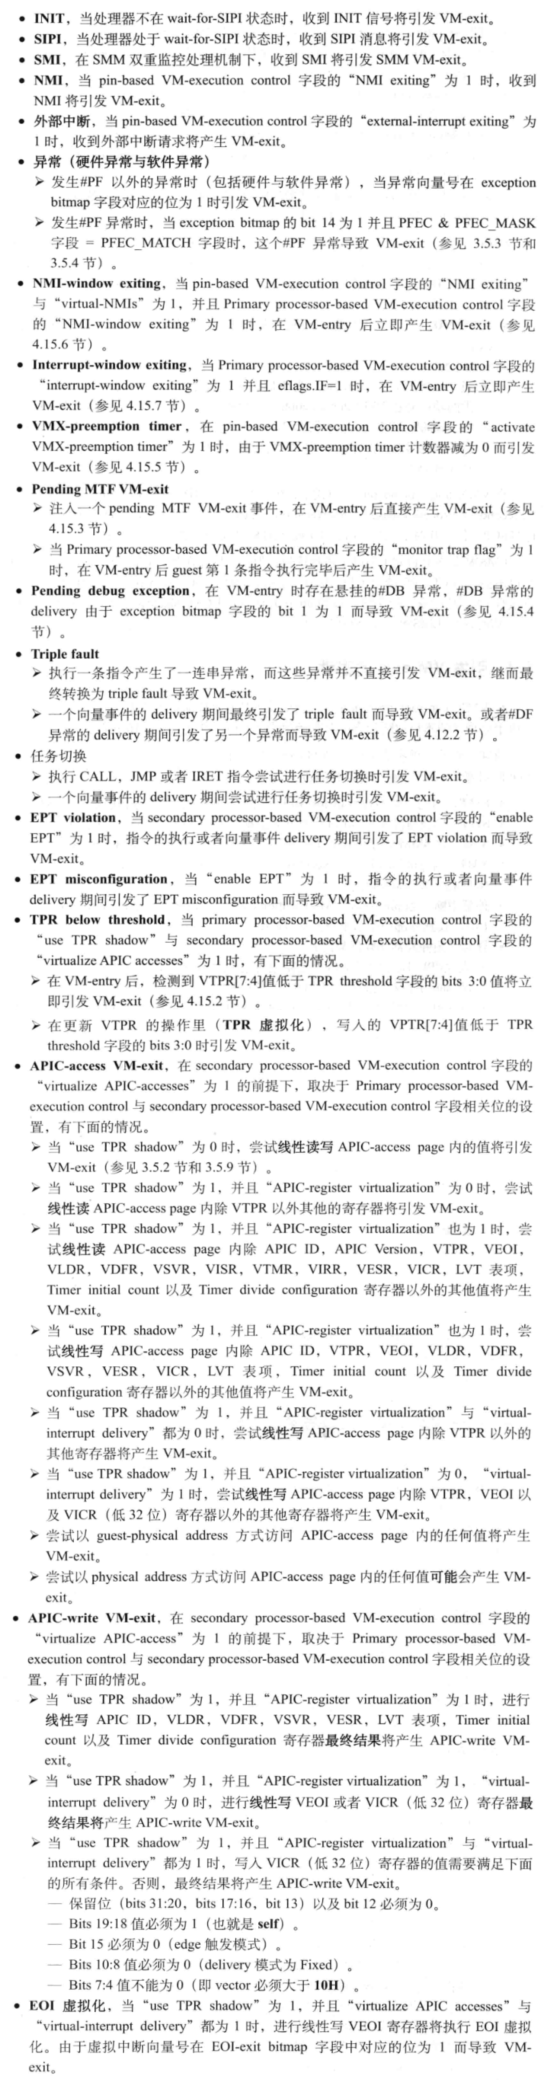 • INIT，当处理器不在 wait-for-SIPI 状态时，收到 INIT 信号将引发 VM-exit。
• SIPI，当处理器处于 wait-for-SIPI 状态时，收到 SIPI 消息将引发 VM-exit。
• SMI，在 SMM 双重监控处理机制下，收到 SMI 将引发 SMM VM-exit。
• NMI，当 pin-based VM-execution control 字段的“NMI exiting”为 1 时，收到
NMI 将引发 VM-exit。
• 外部中断，当 pin-based VM-execution control 字段的“external-interrupt exiting”为
1 时，收到外部中断请求将产生 VM-exit。
• 异常（硬件异常与软件异常）
➢ 发生#PF 以外的异常时（包括硬件与软件异常），当异常向量号在 exception
bitmap 字段对应的位为 1 时引发 VM-exit。
➢ 发生#PF 异常时，当 exception bitmap 的 bit 14 为 1 并且 PFEC & PFEC_MASK
字段 = PFEC_MATCH 字段时，这个#PF 异常导致 VM-exit（参见 3.5.3 节和
3.5.4 节）。
• NMI-window exiting，当 pin-based VM-execution control 字段的“NMI exiting”
与“virtual-NMIs”为 1，并且 Primary processor-based VM-execution control 字段
的“NMI-window exiting”为 1 时，在 VM-entry 后立即产生 VM-exit（参见
4.15.6 节）。
• Interrupt-window exiting，当 Primary processor-based VM-execution control 字段的
“interrupt-window exiting”为 1 并且 eflags.IF=1 时，在 VM-entry 后立即产生
VM-exit（参见 4.15.7 节）。
• VMX-preemption timer，在 pin-based VM-execution control 字段的“activate
VMX-preemption timer”为 1 时，由于 VMX-preemption timer 计数器减为 0 而引发
VM-exit（参见 4.15.5 节）。
• Pending MTF VM-exit
➢ 注入一个 pending MTF VM-exit 事件，在 VM-entry 后直接产生 VM-exit（参见
4.15.3 节）。
➢ 当 Primary processor-based VM-execution control 字段的“monitor trap flag”为 1
时，在 VM-entry 后 guest 第 1 条指令执行完毕后产生 VM-exit。
• Pending debug exception，在 VM-entry 时存在悬挂的#DB 异常，#DB 异常的
delivery 由于 exception bitmap 字段的 bit 1 为 1 而导致 VM-exit（参见 4.15.4
节）。
• Triple fault
➢ 执行一条指令产生了一连串异常，而这些异常并不直接引发 VM-exit，继而最
终转换为 triple fault 导致 VM-exit。
➢ 一个向量事件的 delivery 期间最终引发了 triple fault 而导致 VM-exit。或者#DF
异常的 delivery 期间引发了另一个异常而导致 VM-exit（参见 4.12.2 节）。
• 任务切换
➢ 执行 CALL，JMP 或者 IRET 指令尝试进行任务切换时引发 VM-exit。
➢ 一个向量事件的 delivery 期间尝试进行任务切换时引发 VM-exit。
• EPT violation，当 secondary processor-based VM-execution control 字段的“enable
EPT”为 1 时，指令的执行或者向量事件 delivery 期间引发了 EPT violation 而导致
VM-exit。
• EPT misconfiguration，当“enable EPT”为 1 时，指令的执行或者向量事件
delivery 期间引发了 EPT misconfiguration 而导致 VM-exit。
• TPR below threshold，当 primary processor-based VM-execution control 字段的
“use TPR shadow”与 secondary processor-based VM-execution control 字段的
“virtualize APIC accesses”为 1 时，有下面的情况。
➢ 在 VM-entry 后，检测到 VTPR[7:4]值低于 TPR threshold 字段的 bits 3:0 值将立
即引发 VM-exit（参见 4.15.2 节）。
➢ 在更新 VTPR 的操作里（TPR 虚拟化），写入的 VPTR[7:4]值低于 TPR
threshold 字段的 bits 3:0 时引发 VM-exit。
• APIC-access VM-exit，在 secondary processor-based VM-execution control 字段的
“virtualize APIC-accesses”为 1 的前提下，取决于 Primary processor-based VM-
execution control 与 secondary processor-based VM-execution control 字段相关位的设
置，有下面的情况。
➢ 当“use TPR shadow”为 0 时，尝试线性读写 APIC-access page 内的值将引发
VM-exit（参见 3.5.2 节和 3.5.9 节）。
➢ 当“use TPR shadow”为 1，并且“APIC-register virtualization”为 0 时，尝试
线性读 APIC-access page 内除 VTPR 以外其他的寄存器将引发 VM-exit。
➢ 当“use TPR shadow”为 1，并且“APIC-register virtualization”也为 1 时，尝
试线性读 APIC-access page 内除 APIC ID，APIC Version，VTPR，VEOI，
VLDR，VDFR，VSVR，VISR，VTMR，VIRR，VESR，VICR，LVT 表项，
Timer initial count 以及 Timer divide configuration 寄存器以外的其他值将产生
VM-exit。
➢ 当“use TPR shadow”为 1，并且“APIC-register virtualization”也为 1 时，尝
试线性写 APIC-access page 内除 APIC ID，VTPR，VEOI，VLDR，VDFR，
VSVR，VESR，VICR，LVT 表项，Timer initial count 以及 Timer divide
configuration 寄存器以外的其他值将产生 VM-exit。
➢ 当“use TPR shadow”为 1，并且“APIC-register virtualization”与“virtual-
interrupt delivery”都为 0 时，尝试线性写 APIC-access page 内除 VTPR 以外的
其他寄存器将产生 VM-exit。
➢ 当“use TPR shadow”为 1，并且“APIC-register virtualization”为 0，“virtual-
interrupt delivery”为 1 时，尝试线性写 APIC-access page 内除 VTPR，VEOI 以
及 VICR（低 32 位）寄存器以外的其他寄存器将产生 VM-exit。
➢ 尝试以 guest-physical address 方式访问 APIC-access page 内的任何值将产生
VM-exit。
➢ 尝试以 physical address 方式访问 APIC-access page 内的任何值可能会产生 VM-
exit。
• APIC-write VM-exit，在 secondary processor-based VM-execution control 字段的
“virtualize APIC-access”为 1 的前提下，取决于 Primary processor-based VM-
execution control 与 secondary processor-based VM-execution control 字段相关位的设
置，有下面的情况。
➢ 当“use TPR shadow”为 1，并且“APIC-register virtualization”为 1 时，进行
线性写 APIC ID，VLDR，VDFR，VSVR，VESR，LVT 表项，Timer initial
count 以及 Timer divide configuration 寄存器最终结果将产生 APIC-write VM-
exit。
➢ 当“use TPR shadow”为 1，并且“APIC-register virtualization”为 1，“virtual-
interrupt delivery”为 0 时，进行线性写 VEOI 或者 VICR（低 32 位）寄存器最
终结果将产生 APIC-write VM-exit。
➢ 当“use TPR shadow”为 1，并且“APIC-register virtualization”与“virtual-
interrupt delivery”都为 1 时，写入 VICR（低 32 位）寄存器的值需要满足下面
的所有条件。否则，最终结果将产生 APIC-write VM-exit。
— 保留位（bits 31:20，bits 17:16，bit 13）以及 bit 12 必须为 0。
— Bits 19:18 值必须为 1（也就是 self）。
— Bit 15 必须为 0（edge 触发模式）。
— Bits 10:8 值必须为 0（delivery 模式为 Fixed）。
— Bits 7:4 值不能为 0（即 vector 必须大于 10H）。
• EOI 虚拟化，当“use TPR shadow”为 1，并且“virtualize APIC accesses”与
“virtual-interrupt delivery”都为 1 时，进行线性写 VEOI 寄存器将执行 EOI 虚拟
化。由于虚拟中断向量号在 EOI-exit bitmap 字段中对应的位为 1 而导致 VM-
exit。